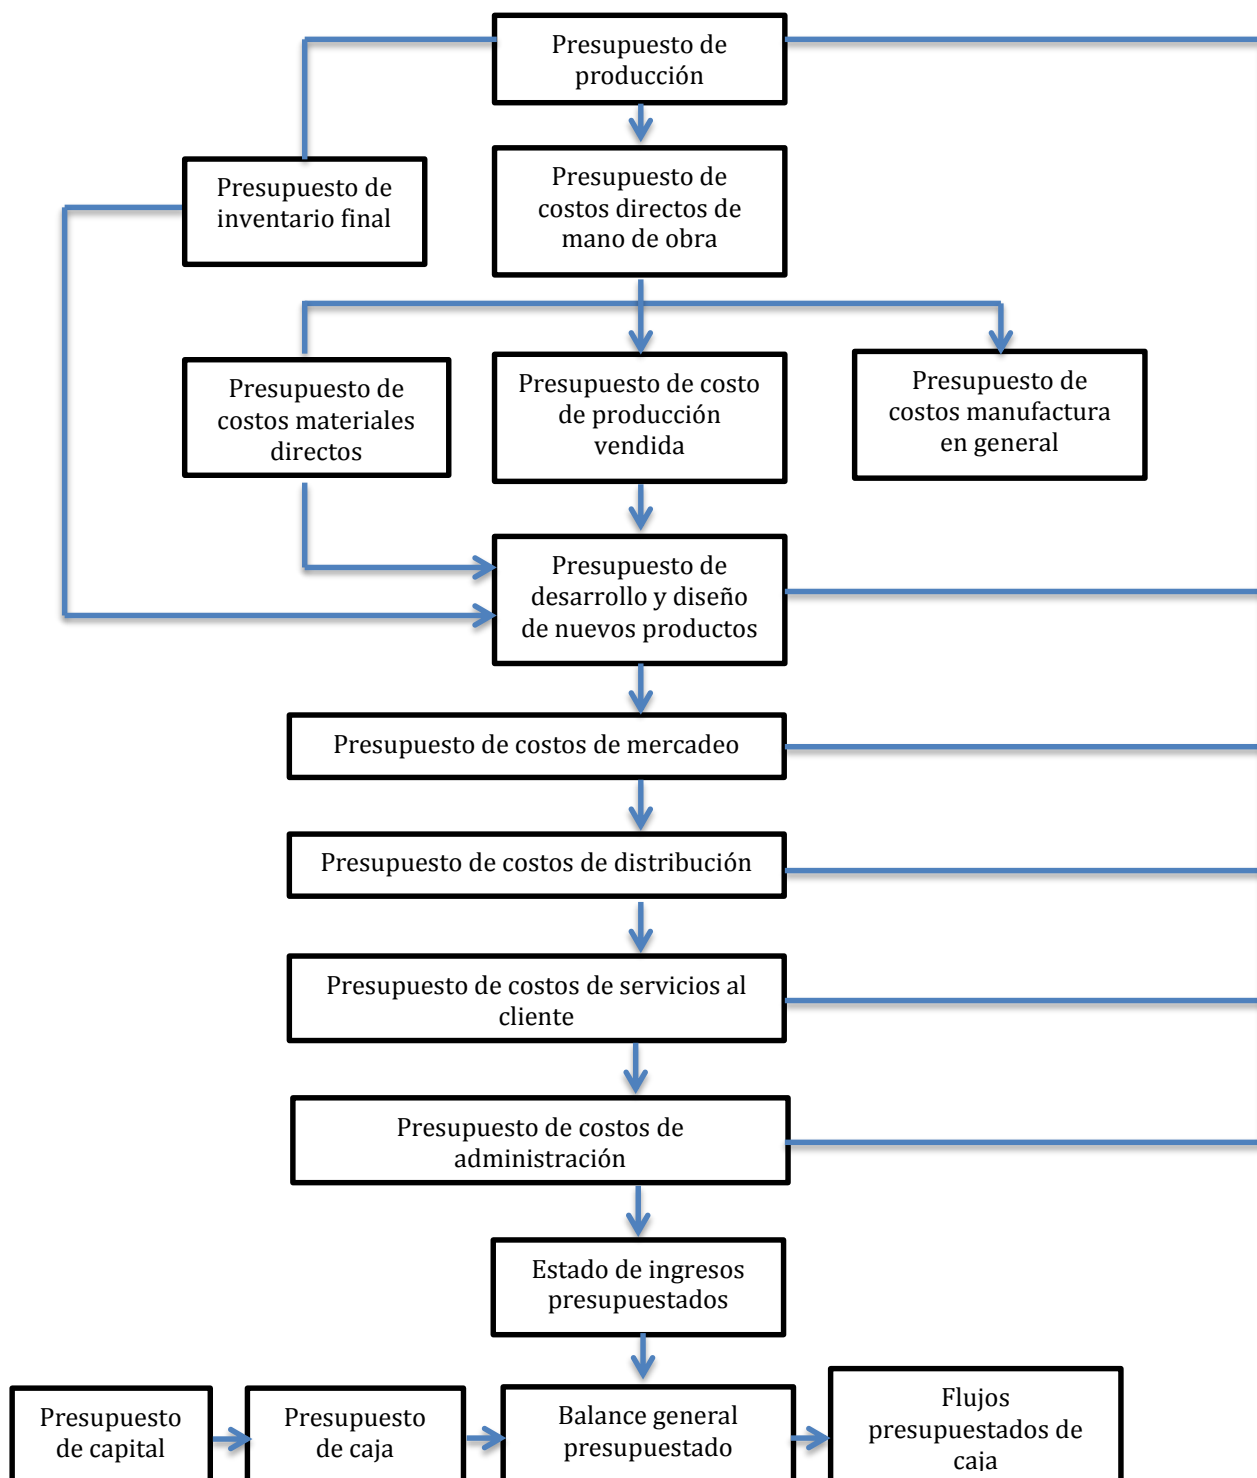 Presupuesto de
producción
Presupuesto de
inventario final
Presupuesto de
costos directos de
mano de obra
Presupuesto de
costos materiales
directos
Presupuesto de costo
de producción
vendida
Presupuesto de
costos manufactura
en general
Presupuesto de
desarrollo y diseño
de nuevos productos
Presupuesto de costos de mercadeo
Presupuesto de costos de distribución
Presupuesto de costos de servicios al
cliente
Presupuesto de costos de
administración
Estado de ingresos
presupuestados
Presupuesto
de capital
Presupuesto
de caja
Balance general
presupuestado
Flujos
presupuestados de
caja